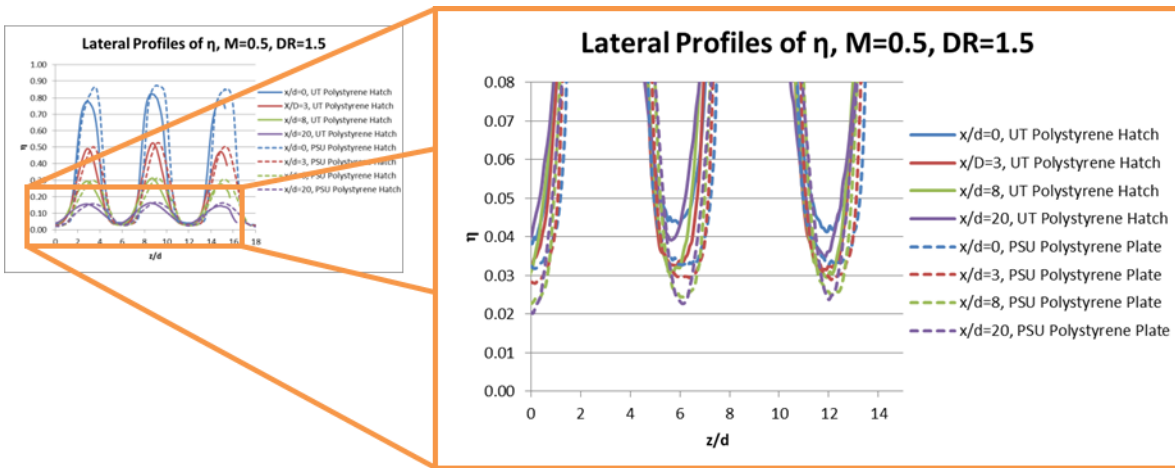 Lateral Profiles of η, M=0.5, DR=1.5
1.00
0.90
0.80
0.70
0.60
0.50
0.40
0.30
0.20
0.10
0.00
η
0 2 4 6 8 10 12 14 16 18
z/d
x/d=0, UT Polystyrene Hatch
X/D=3, UT Polystyrene Hatch
x/d=8, UT Polystyrene Hatch
x/d=20, UT Polystyrene Hatch
x/d=0, PSU Polystyrene Hatch
x/d=3, PSU Polystyrene Hatch
PSU Polystyrene Hatch
x/d=20, PSU Polystyrene Hatch
Lateral Profiles of η, M=0.5, DR=1.5
0.08
0.07
0.06
0.05
0.04
0.03
0.02
0.01
0.00
η
0 2 4 6 8 10 12 14
z/d
x/d=0, UT Polystyrene Hatch
x/D=3, UT Polystyrene Hatch
x/d=8, UT Polystyrene Hatch
x/d=20, UT Polystyrene Hatch
x/d=0, PSU Polystyrene Plate
x/d=3, PSU Polystyrene Plate
x/d=8, PSU Polystyrene Plate
x/d=20, PSU Polystyrene Plate